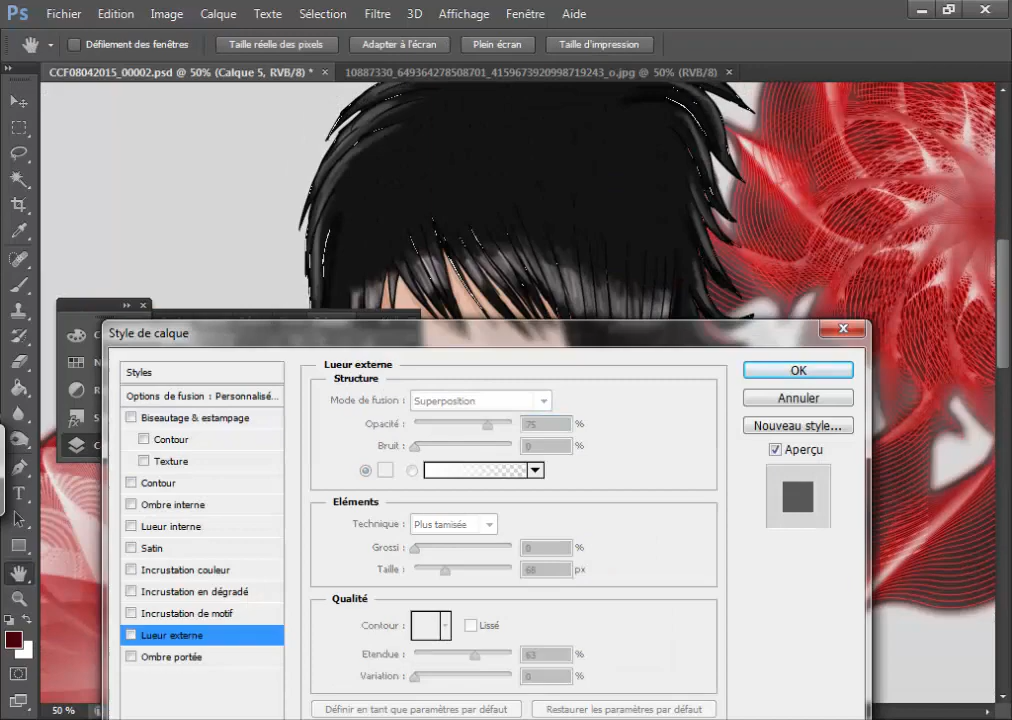 Ps Fichier Edition Image Calque Texte Sélection Filtre 3D Affichage Fenêtre Aide
Défilement des fenêtres Taille réelle des pixels Adapter à l'écran Plein écran Taille d'impression
CCF08042015_00002.psd @ 50% (Calque 5, RVB/8) * × 10887330_649364278508701_4159673920998719243_o.jpg @ 50% (RVB/8) ×
Style de calque
Styles
Options de fusion : Personnalisé...
Biseautage & estampage
Contour
Texture
Contour
Ombre interne
Lueur interne
Satin
Incrustation couleur
Incrustation en dégradé
Incrustation de motif
Lueur externe
Ombre portée
Lueur externe
Structure
Mode de fusion : Superposition
Opacité : 75 %
Bruit : 0 %
Eléments
Technique : Plus tamisée
Grossi : 0 %
Taille : 68 px
Qualité
Contour : Lissé
Etendue : 63 %
Variation : 0 %
Définir en tant que paramètres par défaut Restaurer les paramètres par défaut
OK
Annuler
Nouveau style...
Aperçu
C
R
S
C
T
50 %